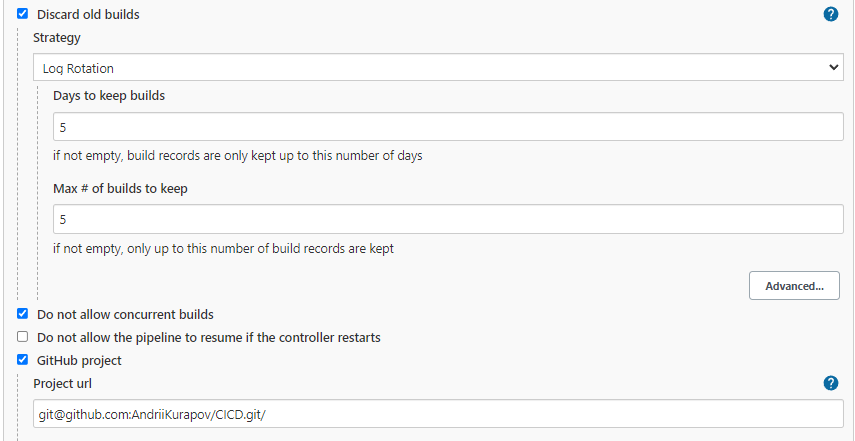 Discard old builds
Strategy
Log Rotation
Days to keep builds
5
if not empty, build records are only kept up to this number of days
Max # of builds to keep
5
if not empty, only up to this number of build records are kept
Advanced...
Do not allow concurrent builds
Do not allow the pipeline to resume if the controller restarts
GitHub project
Project url
git@github.com:AndriiKurapov/CICD.git/